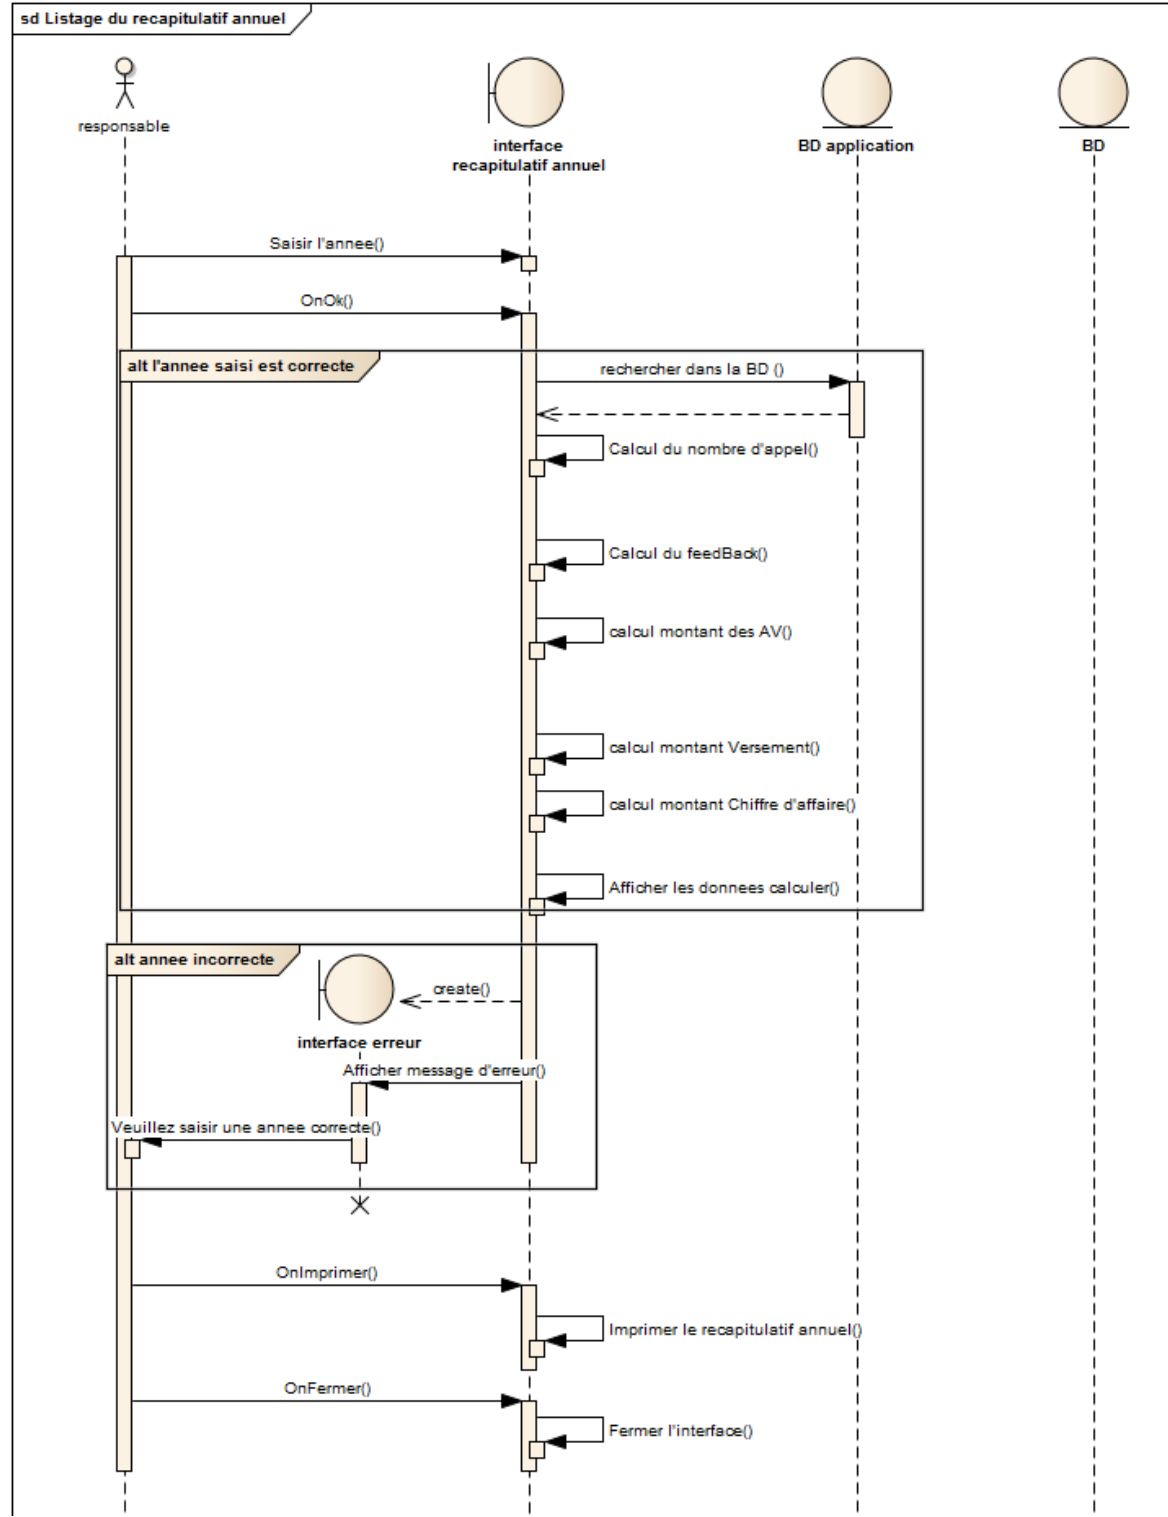 sd Listage du recapitulatif annuel
responsable
interface
recapitulatif annuel
BD application
BD
Saisir l'annee()
OnOk()
alt l'annee saisi est correcte
rechercher dans la BD ()
Calcul du nombre d'appel()
Calcul du feedBack()
calcul montant des AV()
calcul montant Versement()
calcul montant Chiffre d'affaire()
Afficher les donnees calculer()
alt annee incorrecte
create()
interface erreur
Afficher message d'erreur()
Veuillez saisir une annee correcte()
OnImprimer()
Imprimer le recapitulatif annuel()
OnFermer()
Fermer l'interface()